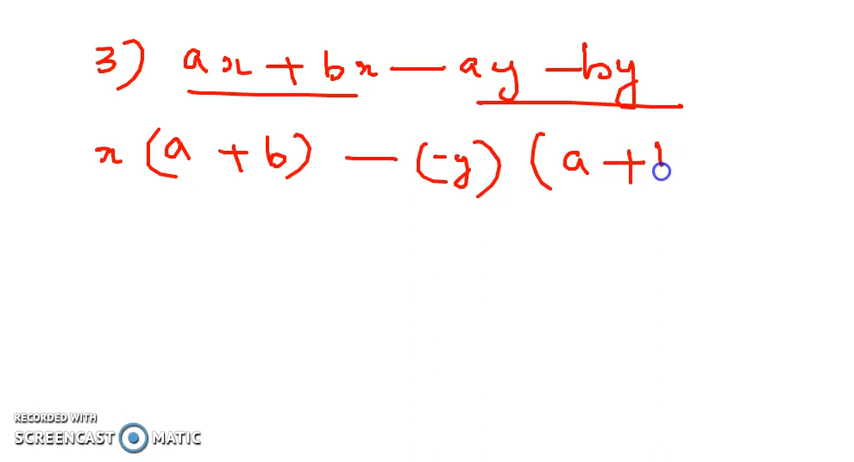 3) ax + bx - ay - by
x (a + b) - (-y) (a + b
RECORDED WITH
SCREENCAST MATIC